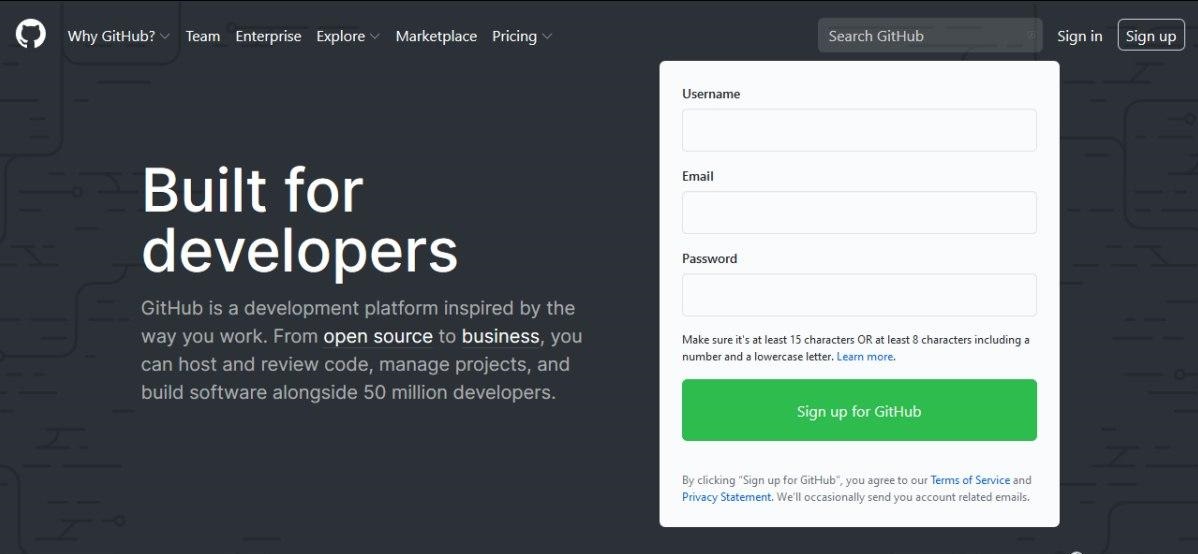 Why GitHub? Team Enterprise Explore Marketplace Pricing Search GitHub Sign in Sign up
Built for
developers
GitHub is a development platform inspired by the
way you work. From open source to business, you
can host and review code, manage projects, and
build software alongside 50 million developers.
Username
Email
Password
Make sure it's at least 15 characters OR at least 8 characters including a
number and a lowercase letter. Learn more.
Sign up for GitHub
By clicking “Sign up for GitHub”, you agree to our Terms of Service and
Privacy Statement. We’ll occasionally send you account related emails.